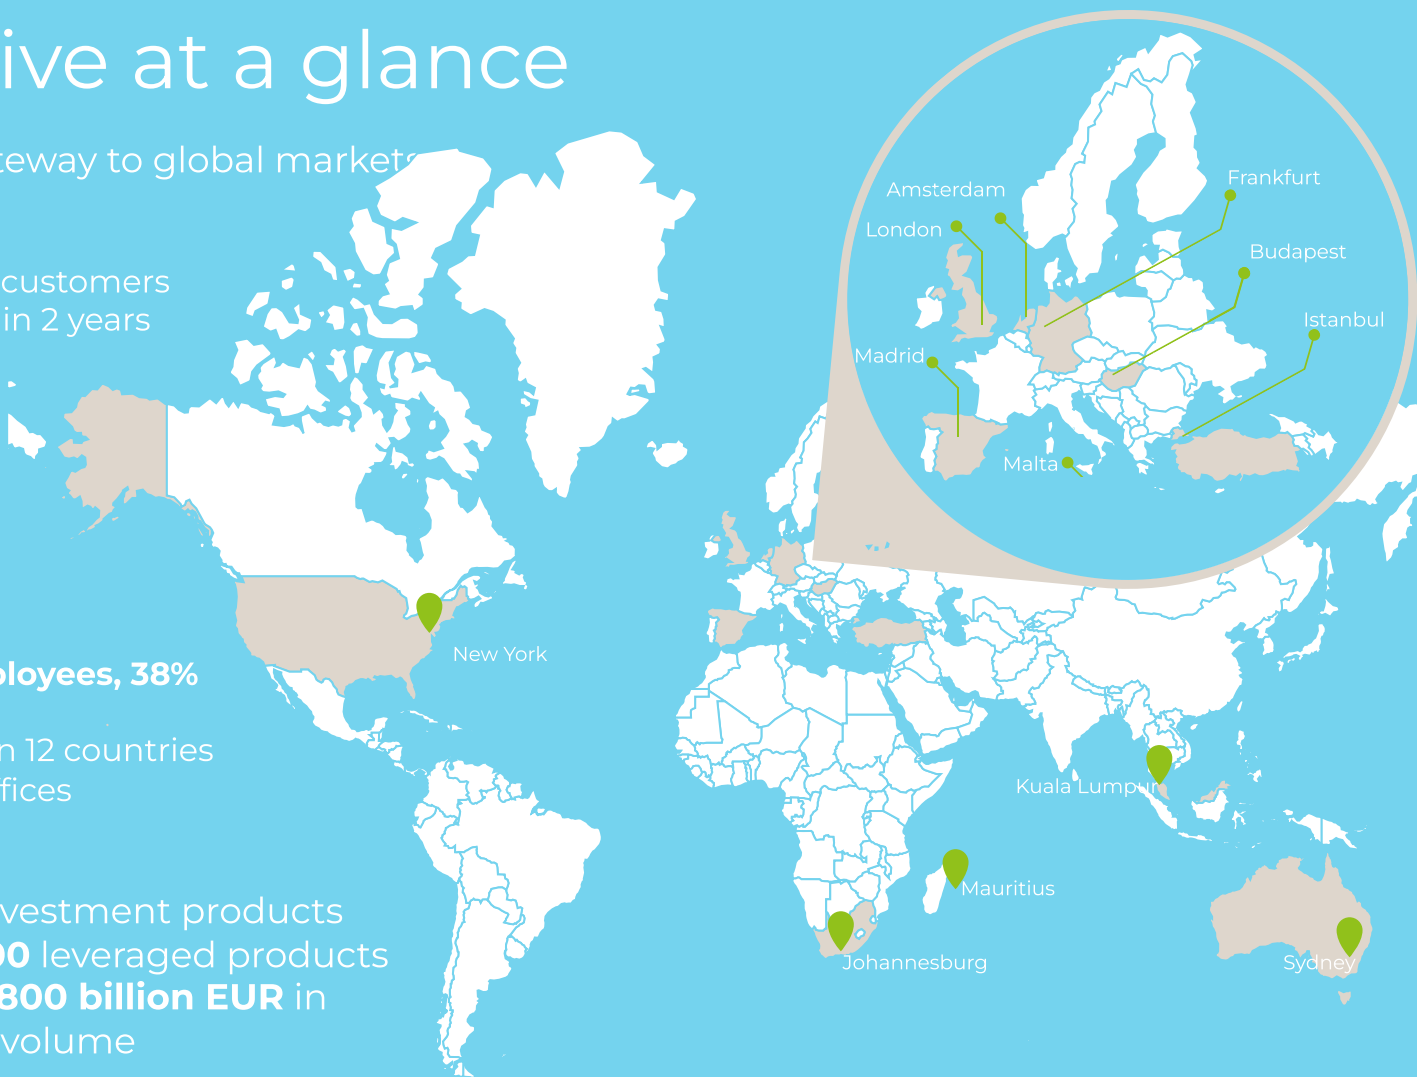 ive at a glance
teway to global markets
customers
in 2 years
ployees, 38%
n 12 countries
ffices
vestment products
00 leveraged products
800 billion EUR in
volume
Amsterdam
Frankfurt
London
Budapest
Istanbul
Madrid
Malta
New York
Kuala Lumpur
Mauritius
Johannesburg
Sydney